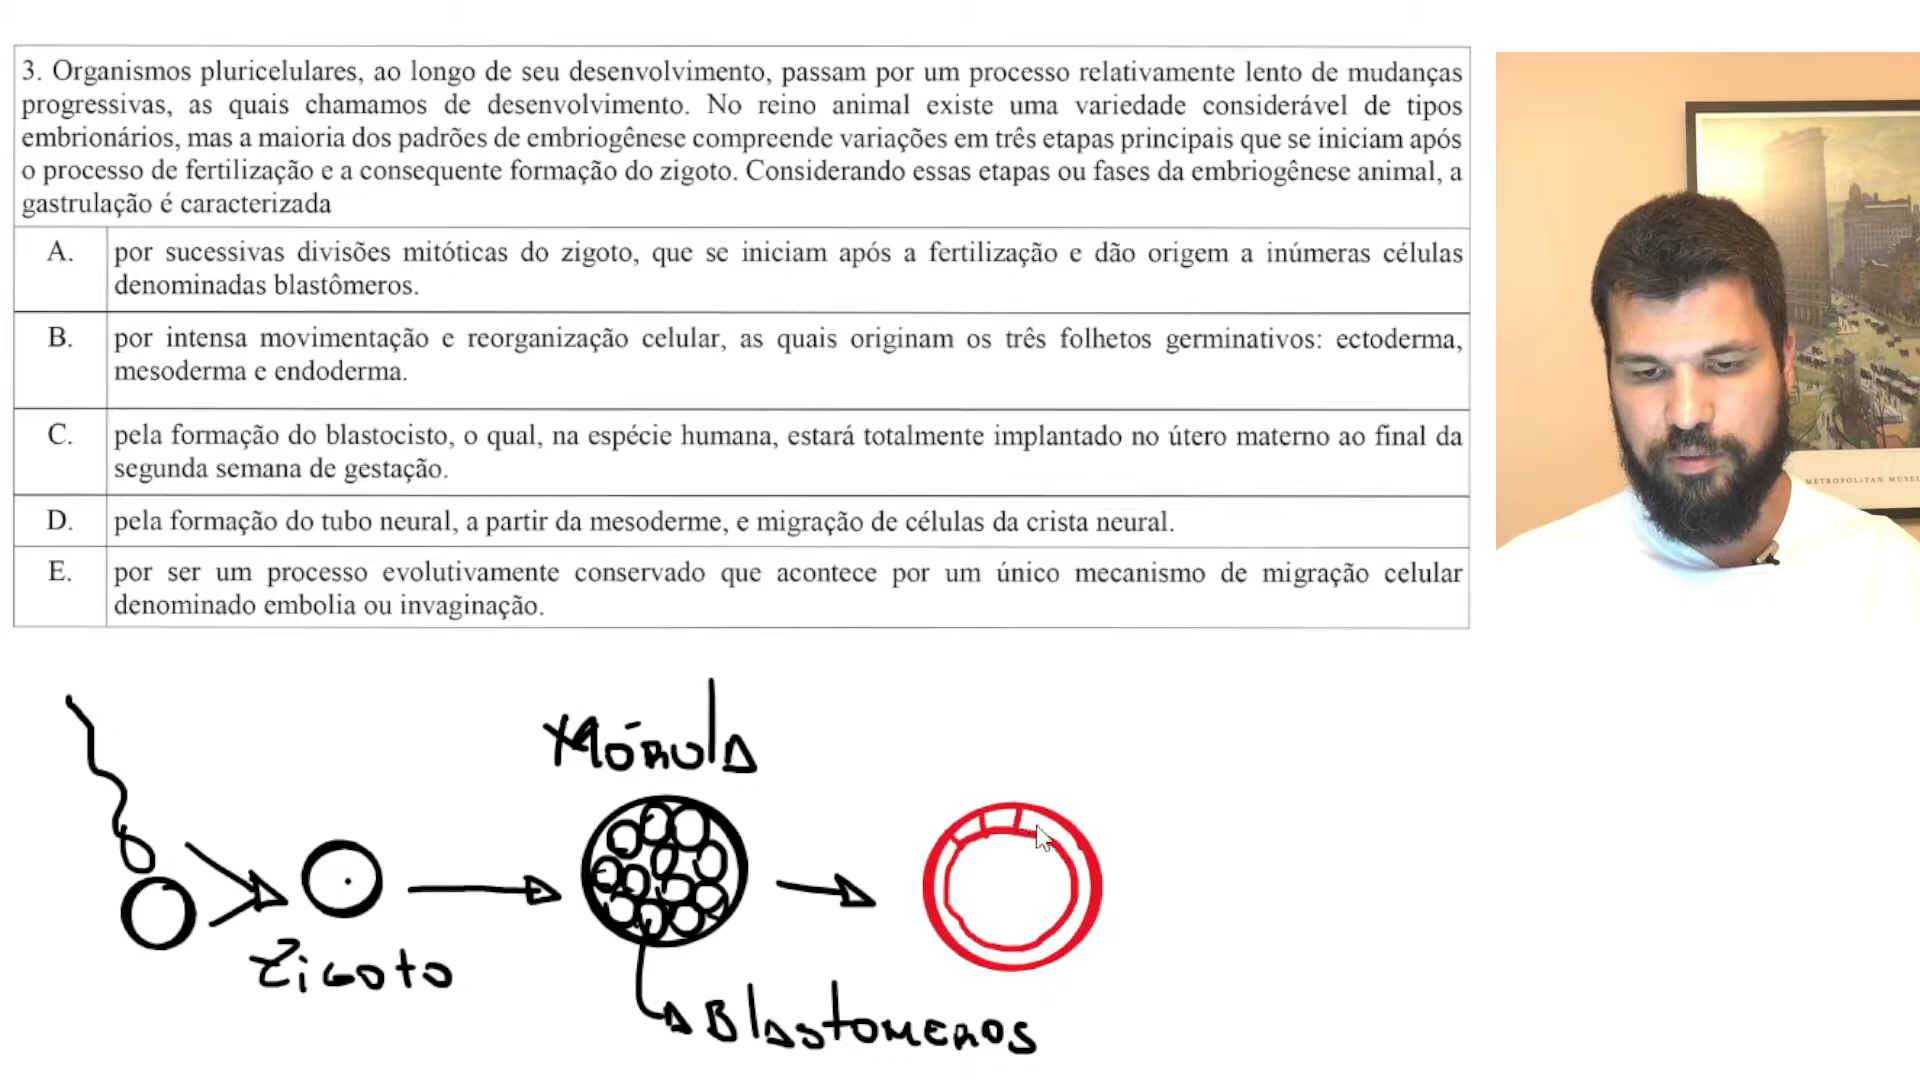 3. Organismos pluricelulares, ao longo de seu desenvolvimento, passam por um processo relativamente lento de mudanças
progressivas, as quais chamamos de desenvolvimento. No reino animal existe uma variedade considerável de tipos
embrionários, mas a maioria dos padrões de embriogênese compreende variações em três etapas principais que se iniciam após
o processo de fertilização e a consequente formação do zigoto. Considerando essas etapas ou fases da embriogênese animal, a
gastrulação é caracterizada
A. por sucessivas divisões mitóticas do zigoto, que se iniciam após a fertilização e dão origem a inúmeras células
denominadas blastômeros.
B. por intensa movimentação e reorganização celular, as quais originam os três folhetos germinativos: ectoderma,
mesoderma e endoderma.
C. pela formação do blastocisto, o qual, na espécie humana, estará totalmente implantado no útero materno ao final da
segunda semana de gestação.
D. pela formação do tubo neural, a partir da mesoderme, e migração de células da crista neural.
E. por ser um processo evolutivamente conservado que acontece por um único mecanismo de migração celular
denominado embolia ou invaginação.
METROPOLITAN MUSEU
Mórula
Zigoto
Blastomeros